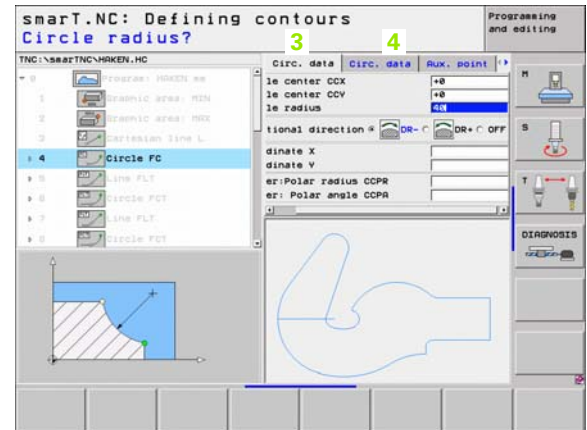 smarT.NC: Defining contours
Circle radius?
Programming and editing
TNC:\smarTNC\HAKEN.HC
3
4
Circ. data
Circ. data
Aux. point
0 Program: HAKEN mm
1 Graphic area: MIN
2 Graphic area: MAX
3 Cartesian line L
4 Circle FC
5 Line FLT
6 Circle FCT
7 Line FLT
8 Circle FCT
le center CCX +0
le center CCY +0
le radius 40
tional direction DR- DR+ OFF
dinate X
dinate Y
er:Polar radius CCPR
er: Polar angle CCPA
M
S
T
DIAGNOSIS